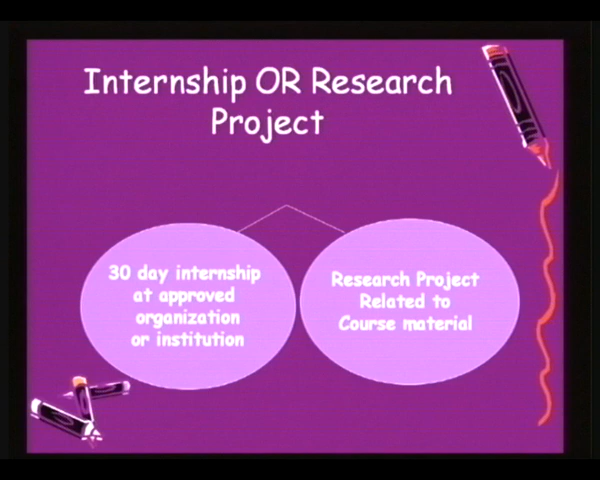 Internship OR Research
Project
30 day internship
at approved
organization
or institution
Research Project
Related to
Course material